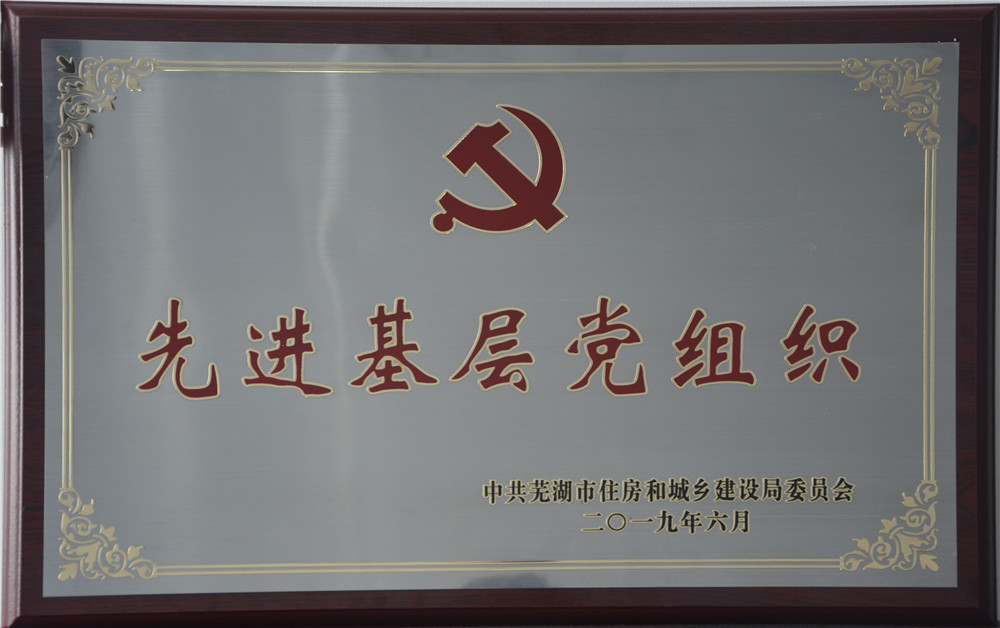 先进基层党组织
中共芜湖市住房和城乡建设局委员会
二〇一九年六月